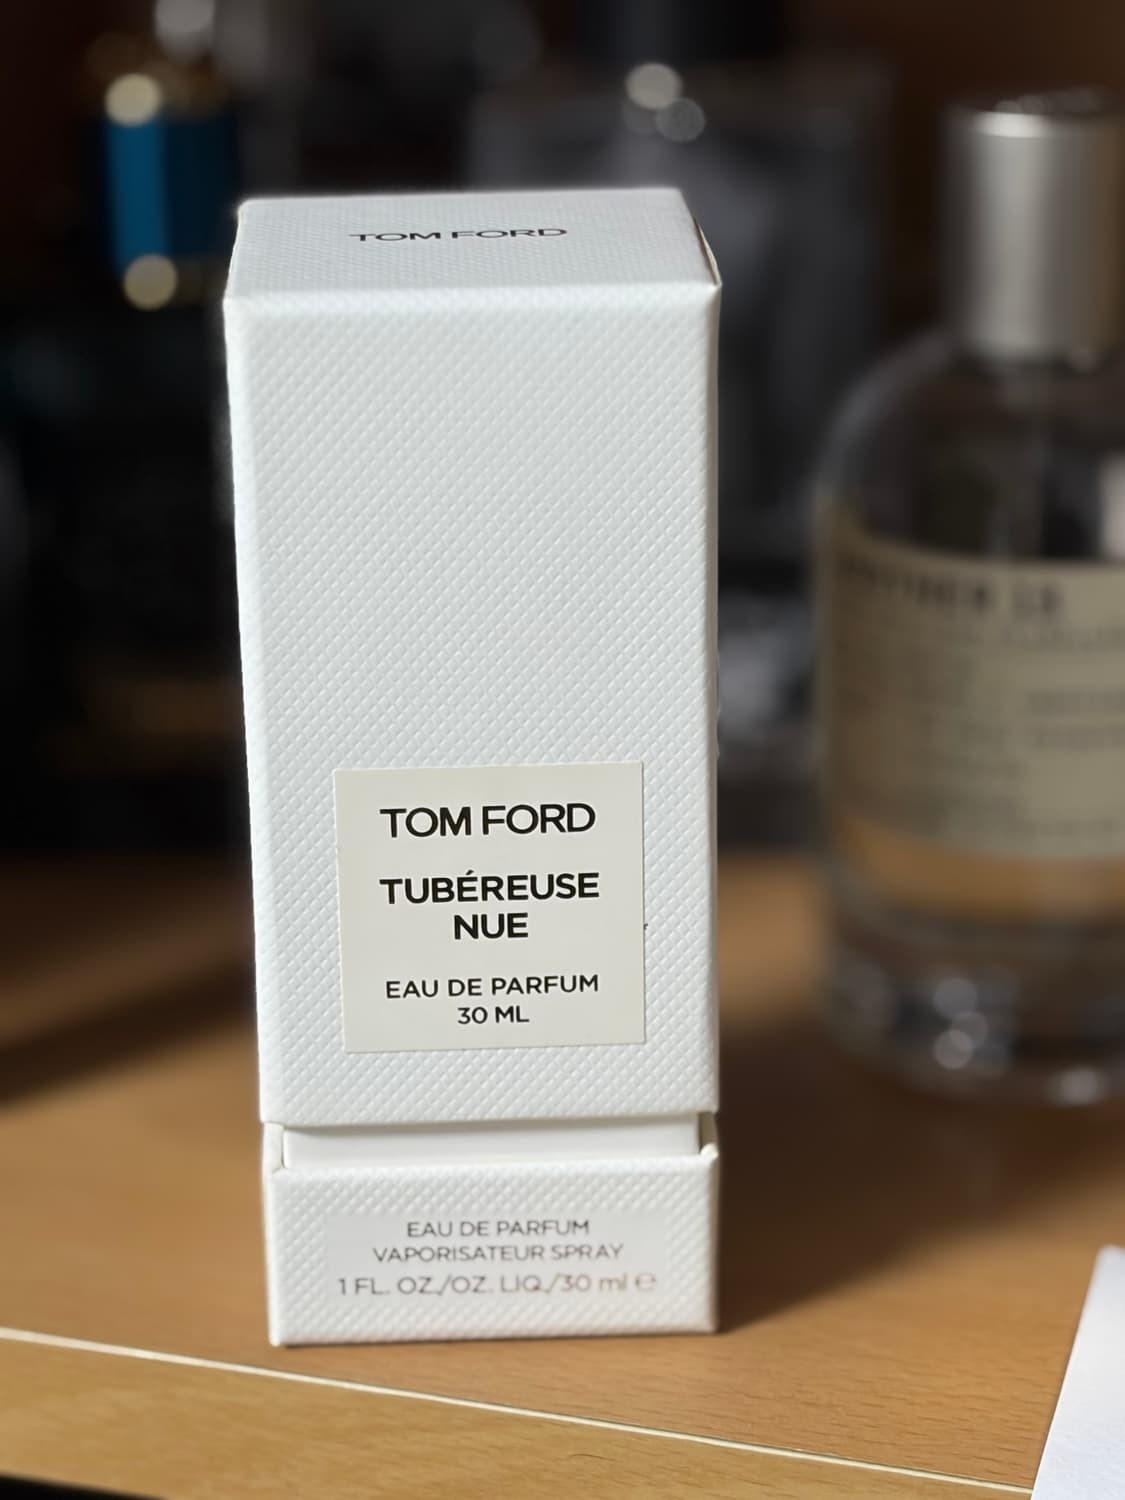 TOM FORD
TOM FORD
TUBÉREUSE
NUE
EAU DE PARFUM
30 ML
EAU DE PARFUM
VAPORISATEUR SPRAY
1 FL. OZ./OZ. LIQ./30 ml ℮